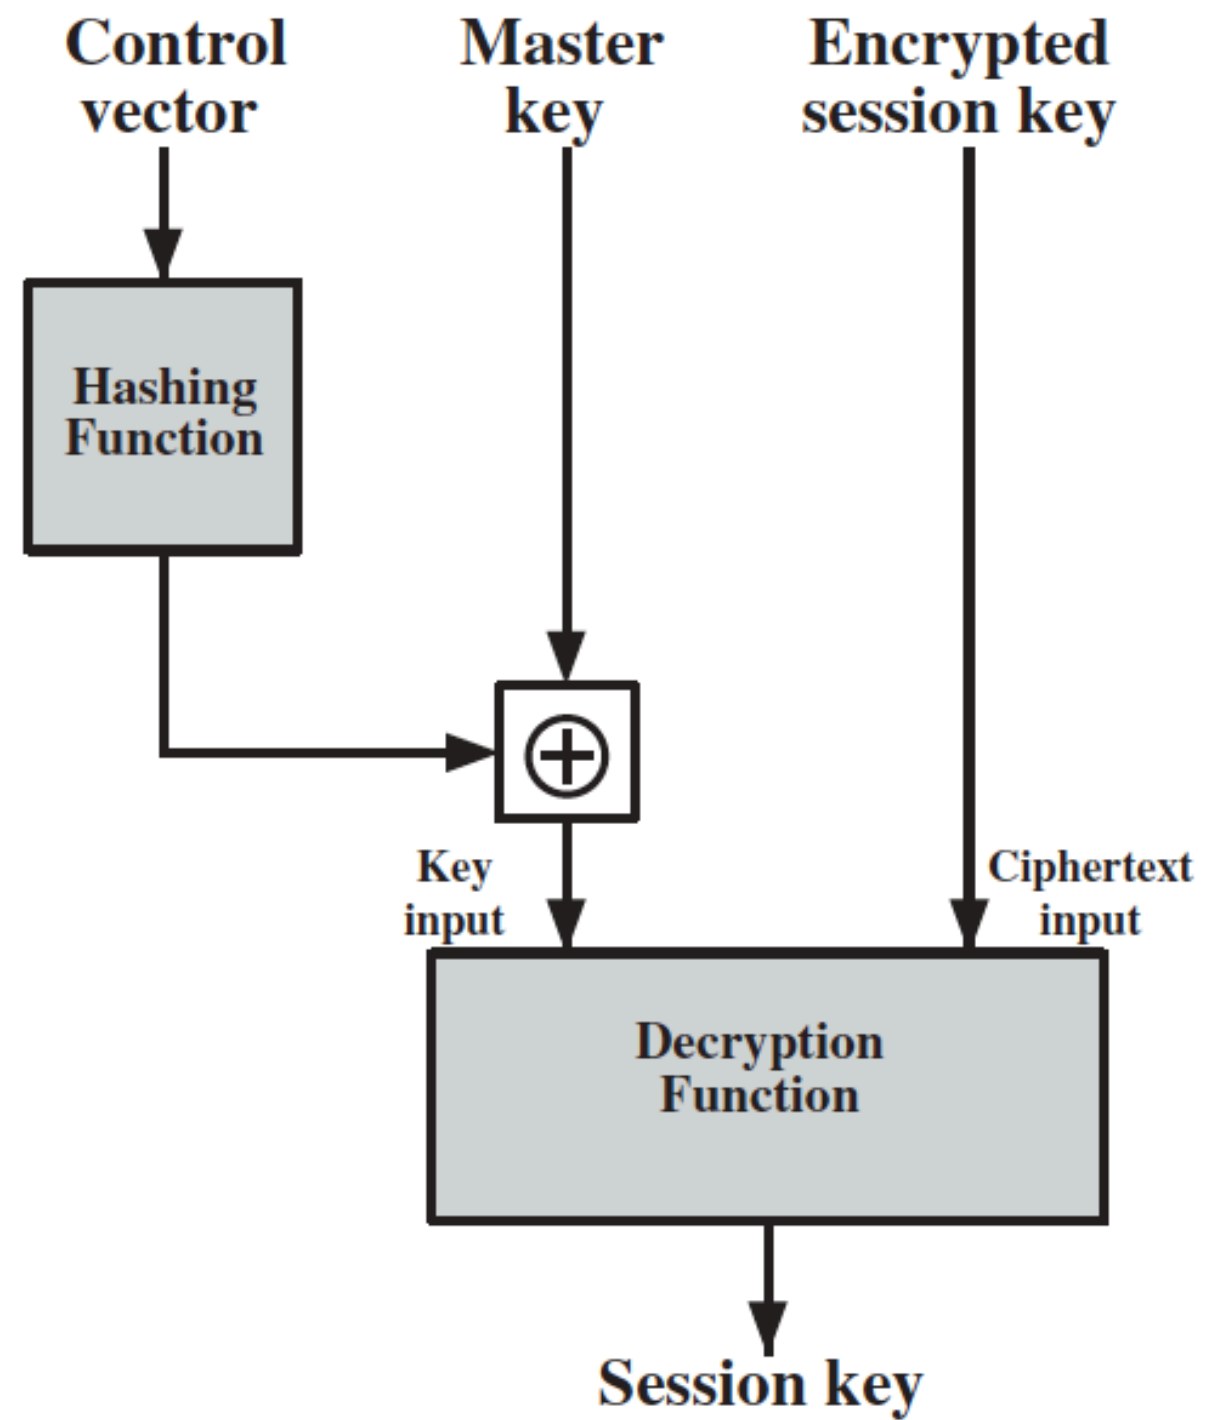 Control
vector
Master
key
Encrypted
session key
Hashing
Function
Key
input
Ciphertext
input
Decryption
Function
Session key